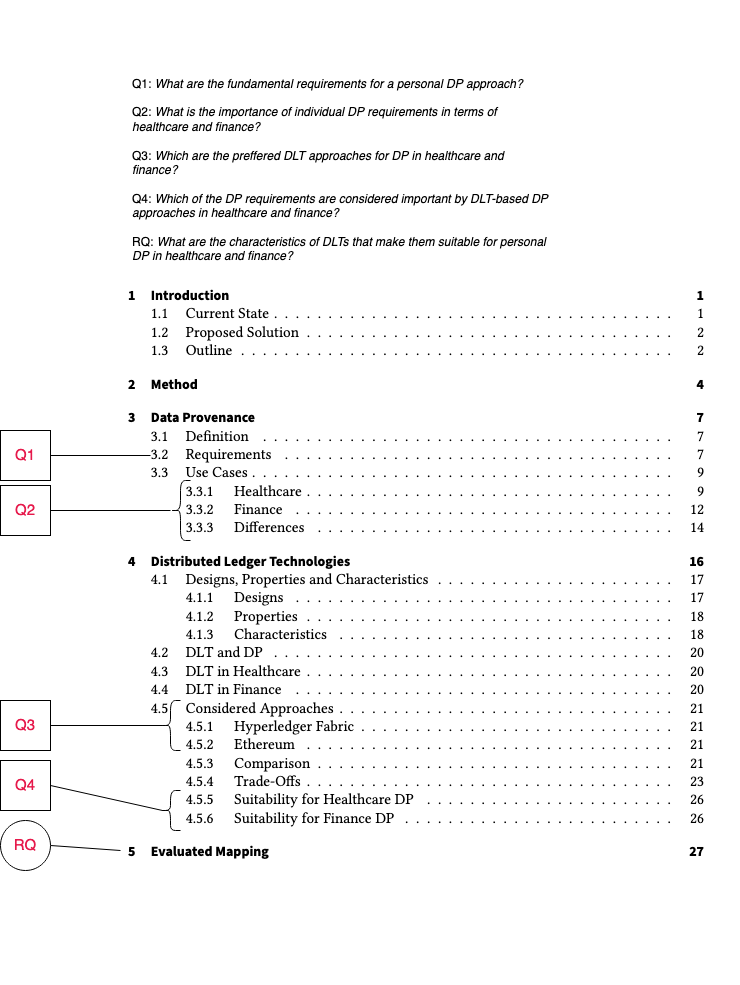 Q1: What are the fundamental requirements for a personal DP approach?
Q2: What is the importance of individual DP requirements in terms of
healthcare and finance?
Q3: Which are the preffered DLT approaches for DP in healthcare and
finance?
Q4: Which of the DP requirements are considered important by DLT-based DP
approaches in healthcare and finance?
RQ: What are the characteristics of DLTs that make them suitable for personal
DP in healthcare and finance?
1 Introduction 1
1.1 Current State . . . . . . . . . . . . . . . . . . . . . . . . . . . . . . . . . . . . . 1
1.2 Proposed Solution . . . . . . . . . . . . . . . . . . . . . . . . . . . . . . . . . . 2
1.3 Outline . . . . . . . . . . . . . . . . . . . . . . . . . . . . . . . . . . . . . . . . 2
2 Method 4
3 Data Provenance 7
3.1 Definition . . . . . . . . . . . . . . . . . . . . . . . . . . . . . . . . . . . . . . 7
Q1 3.2 Requirements . . . . . . . . . . . . . . . . . . . . . . . . . . . . . . . . . . . . 7
3.3 Use Cases . . . . . . . . . . . . . . . . . . . . . . . . . . . . . . . . . . . . . . . 9
3.3.1 Healthcare . . . . . . . . . . . . . . . . . . . . . . . . . . . . . . . . . . 9
Q2 3.3.2 Finance . . . . . . . . . . . . . . . . . . . . . . . . . . . . . . . . . . . 12
3.3.3 Differences . . . . . . . . . . . . . . . . . . . . . . . . . . . . . . . . . 14
4 Distributed Ledger Technologies 16
4.1 Designs, Properties and Characteristics . . . . . . . . . . . . . . . . . . . . . . 17
4.1.1 Designs . . . . . . . . . . . . . . . . . . . . . . . . . . . . . . . . . . . 17
4.1.2 Properties . . . . . . . . . . . . . . . . . . . . . . . . . . . . . . . . . . 18
4.1.3 Characteristics . . . . . . . . . . . . . . . . . . . . . . . . . . . . . . . 18
4.2 DLT and DP . . . . . . . . . . . . . . . . . . . . . . . . . . . . . . . . . . . . . 20
4.3 DLT in Healthcare . . . . . . . . . . . . . . . . . . . . . . . . . . . . . . . . . . 20
4.4 DLT in Finance . . . . . . . . . . . . . . . . . . . . . . . . . . . . . . . . . . . 20
4.5 Considered Approaches . . . . . . . . . . . . . . . . . . . . . . . . . . . . . . . 21
Q3 4.5.1 Hyperledger Fabric . . . . . . . . . . . . . . . . . . . . . . . . . . . . . 21
4.5.2 Ethereum . . . . . . . . . . . . . . . . . . . . . . . . . . . . . . . . . . 21
4.5.3 Comparison . . . . . . . . . . . . . . . . . . . . . . . . . . . . . . . . . 21
Q4 4.5.4 Trade-Offs . . . . . . . . . . . . . . . . . . . . . . . . . . . . . . . . . . 23
4.5.5 Suitability for Healthcare DP . . . . . . . . . . . . . . . . . . . . . . . 26
4.5.6 Suitability for Finance DP . . . . . . . . . . . . . . . . . . . . . . . . . 26
RQ 5 Evaluated Mapping 27